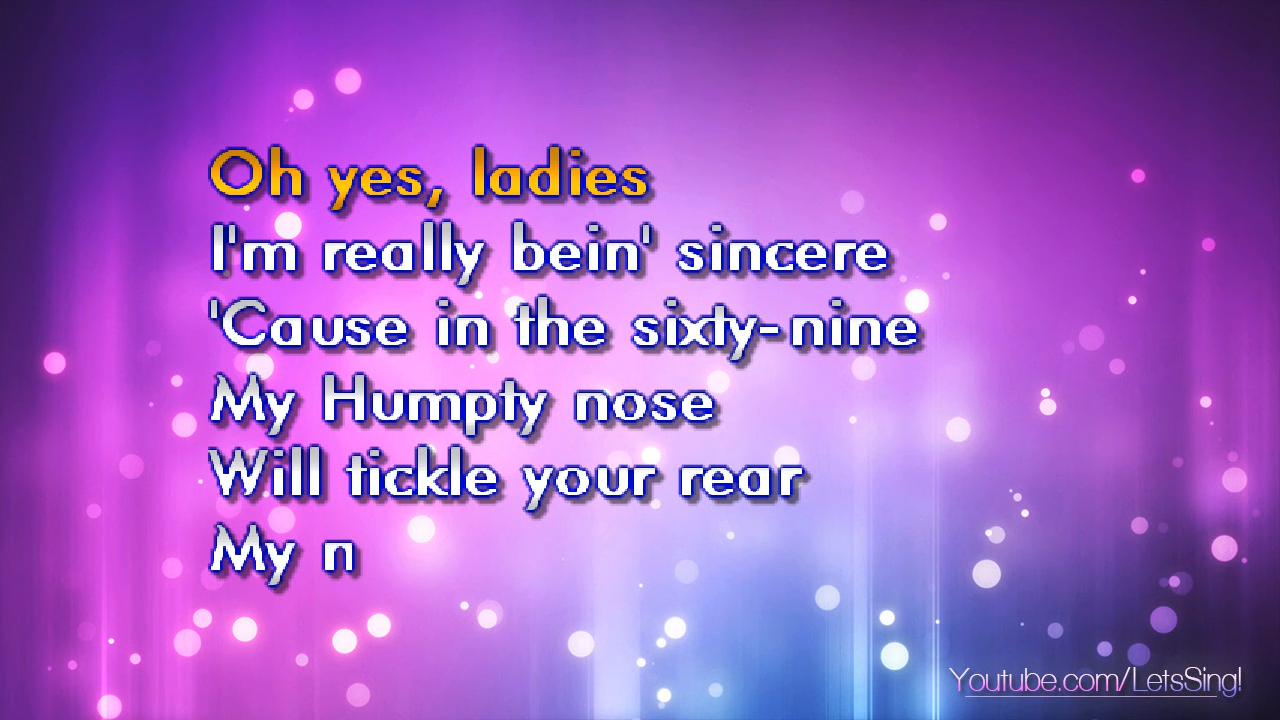 Oh yes, ladies
I'm really bein' sincere
'Cause in the sixty-nine
My Humpty nose
Will tickle your rear
My n
Youtube.com/LetsSing!